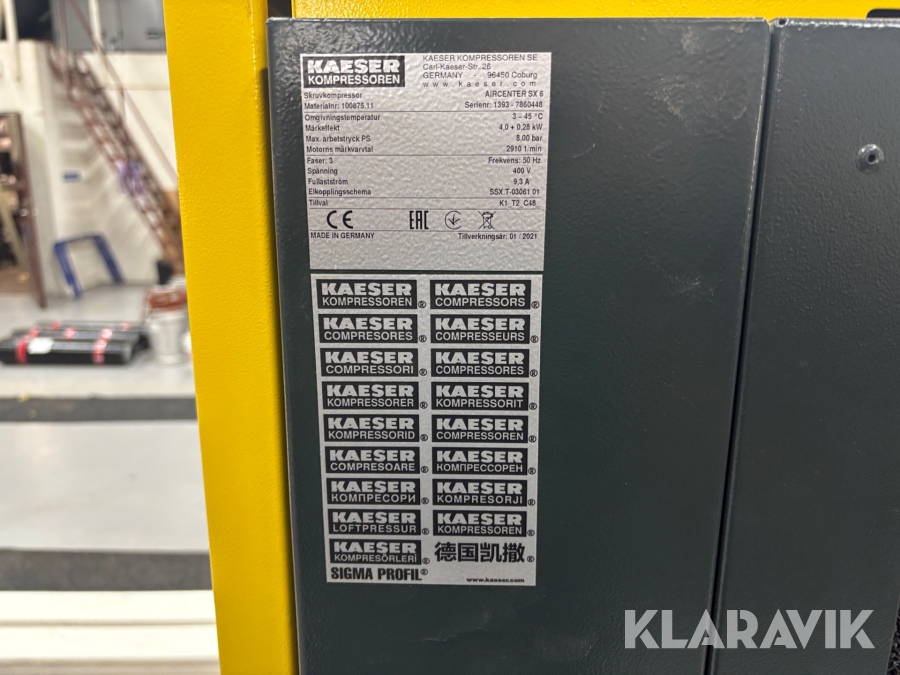 KAESER
KOMPRESSOREN
KAESER KOMPRESSOREN SE
Carl-Kaeser-Str. 26
GERMANY - 96450 Coburg
www.kaeser.com
Skruvkompressor AIRCENTER SX 6
Materialnr: 100875.11 Serienr: 1393 - 7860448
Omgivningstemperatur 3 – 45 °C
Märkeffekt 4,0 + 0,28 kW
Max. arbetstryck PS 8.00 bar
Motorns märkvarvtal 2910 1 min
Faser: 3 Frekvens: 50 Hz
Spänning 400 V
Fullastström 9,3 A
Elkopplingsschema SSX T-03061 01
Tillval K1_T2_C48
CE EAC
MADE IN GERMANY Tillverkningsår: 01 / 2021
KAESER KOMPRESSOREN® KAESER COMPRESSORS®
KAESER COMPRESORES® KAESER COMPRESSEURS®
KAESER COMPRESSORI® KAESER COMPRESSORES®
KAESER KOMPRESSORER® KAESER KOMPRESSORIT®
KAESER KOMPRESSORID® KAESER COMPRESSOREN®
KAESER COMPRESOARE® KAESER КОМПРЕССОРЕН®
KAESER КОМПРЕСОРИ® KAESER KOMPRESORJI®
KAESER LOFTPRESSUR® KAESER KOMPRESSOREN®
KAESER KOMPRESÖRLERİ® 德国凯撒®
SIGMA PROFIL® www.kaeser.com
KLARAVIK